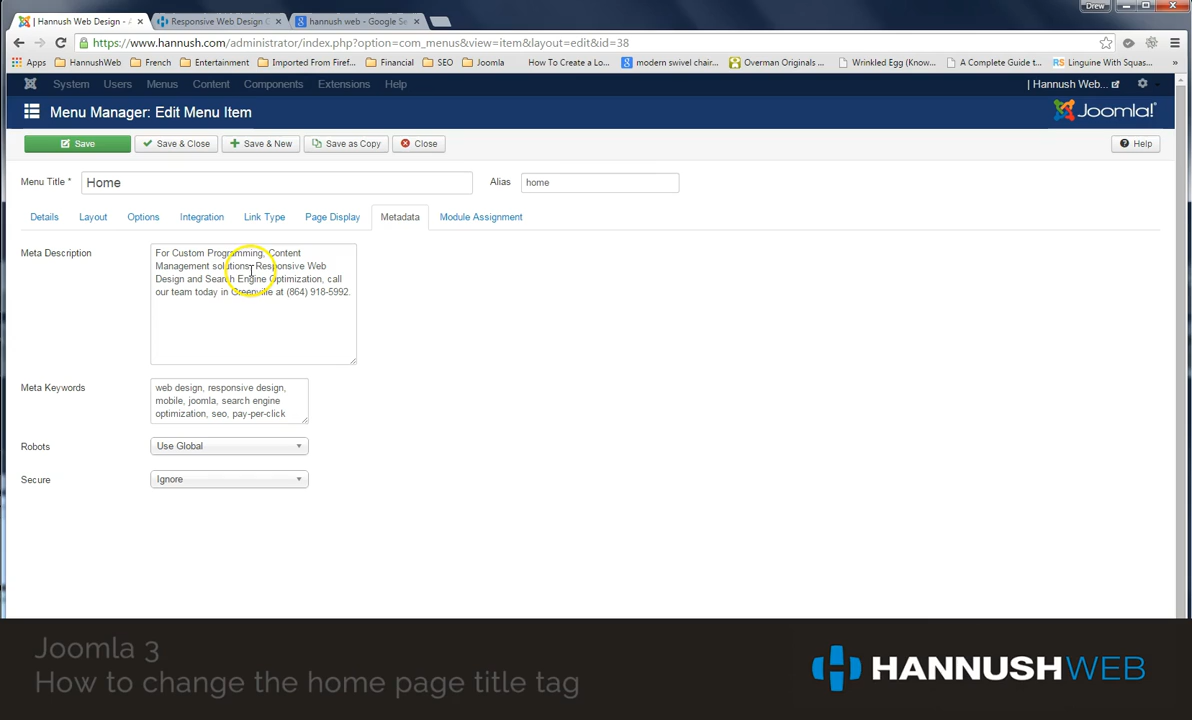 Drew
| Hannush Web Design - A
Responsive Web Design C
hannush web - Google Se
https://www.hannush.com/administrator/index.php?option=com_menus&view=item&layout=edit&id=38
Apps HannushWeb French Entertainment Imported From Firef... Financial SEO Joomla How To Create a Lo... modern swivel chair... Overman Originals ... Wrinkled Egg (Know... A Complete Guide t... Linguine With Squas... »
System Users Menus Content Components Extensions Help | Hannush Web...
Menu Manager: Edit Menu Item Joomla!®
Save Save & Close Save & New Save as Copy Close Help
Menu Title * Home Alias home
Details Layout Options Integration Link Type Page Display Metadata Module Assignment
Meta Description
For Custom Programming, Content
Management solutions, Responsive Web
Design and Search Engine Optimization, call
our team today in Greenville at (864) 918-5992.
Meta Keywords
web design, responsive design,
mobile, joomla, search engine
optimization, seo, pay-per-click
Robots Use Global
Secure Ignore
Joomla 3
How to change the home page title tag
HANNUSHWEB